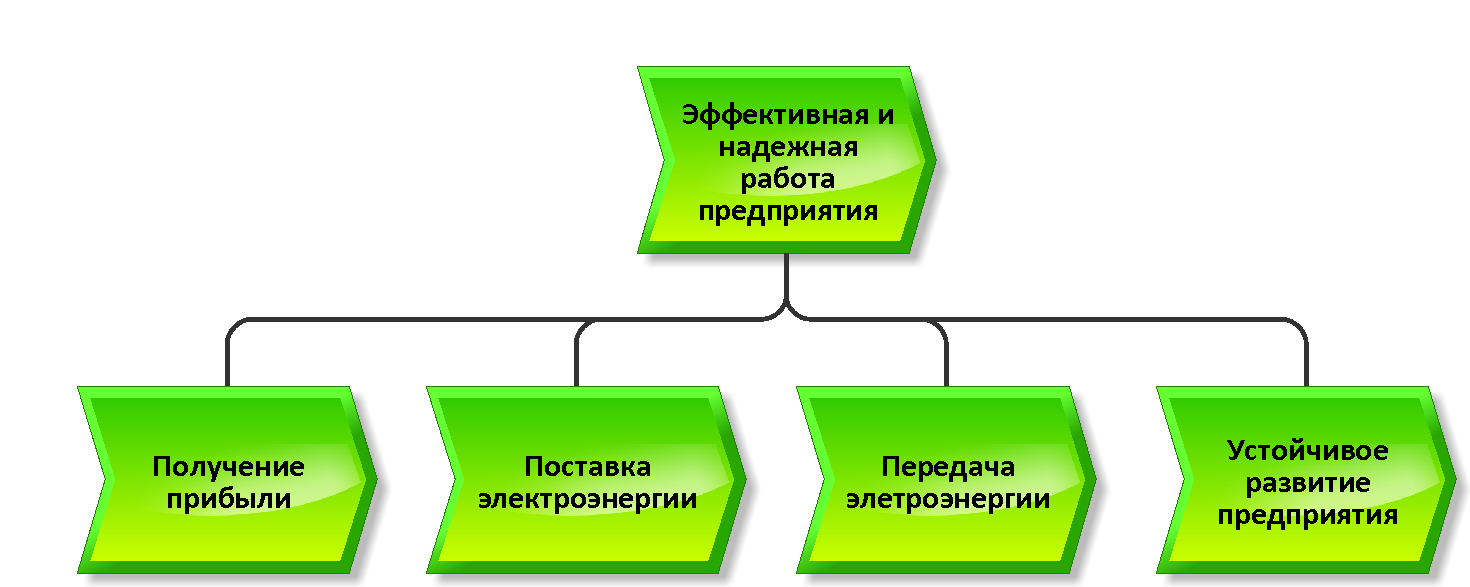 Эффективная и
надежная
работа
предприятия
Получение
прибыли
Поставка
электроэнергии
Передача
элетроэнергии
Устойчивое
развитие
предприятия